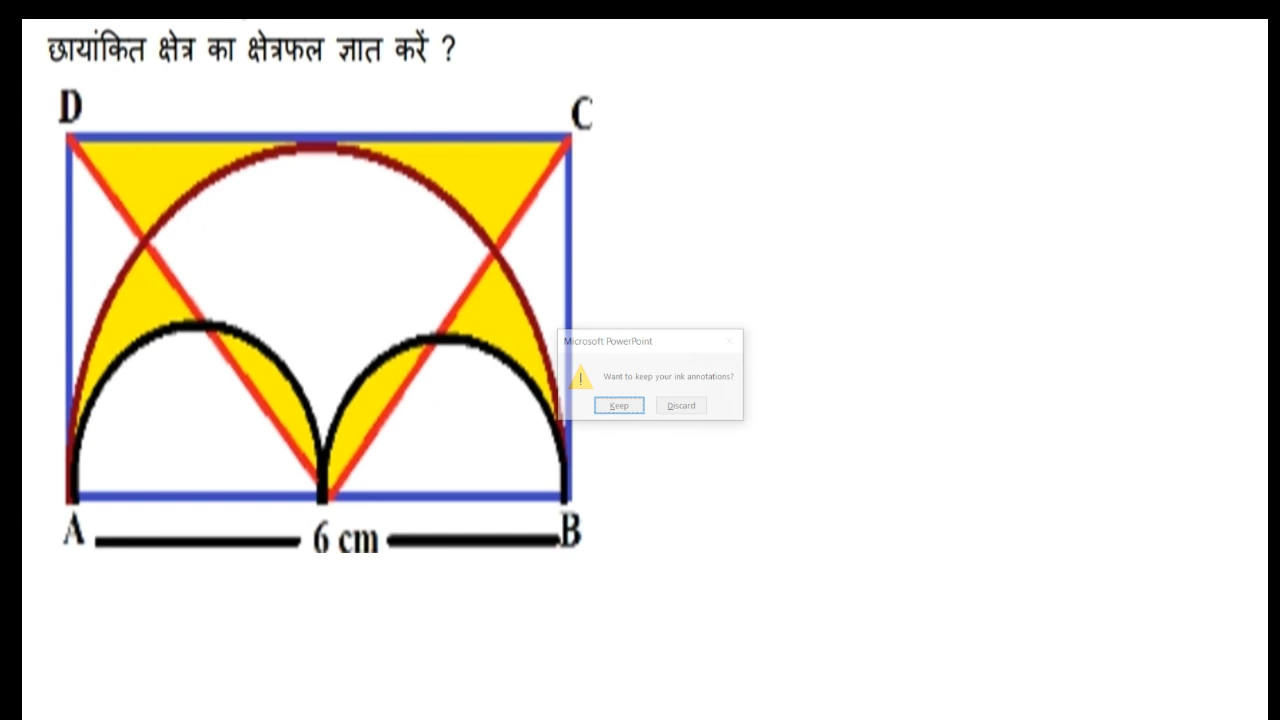 छायांकित क्षेत्र का क्षेत्रफल ज्ञात करें ?
D
C
Microsoft PowerPoint
Want to keep your ink annotations?
Keep Discard
A 6 cm B